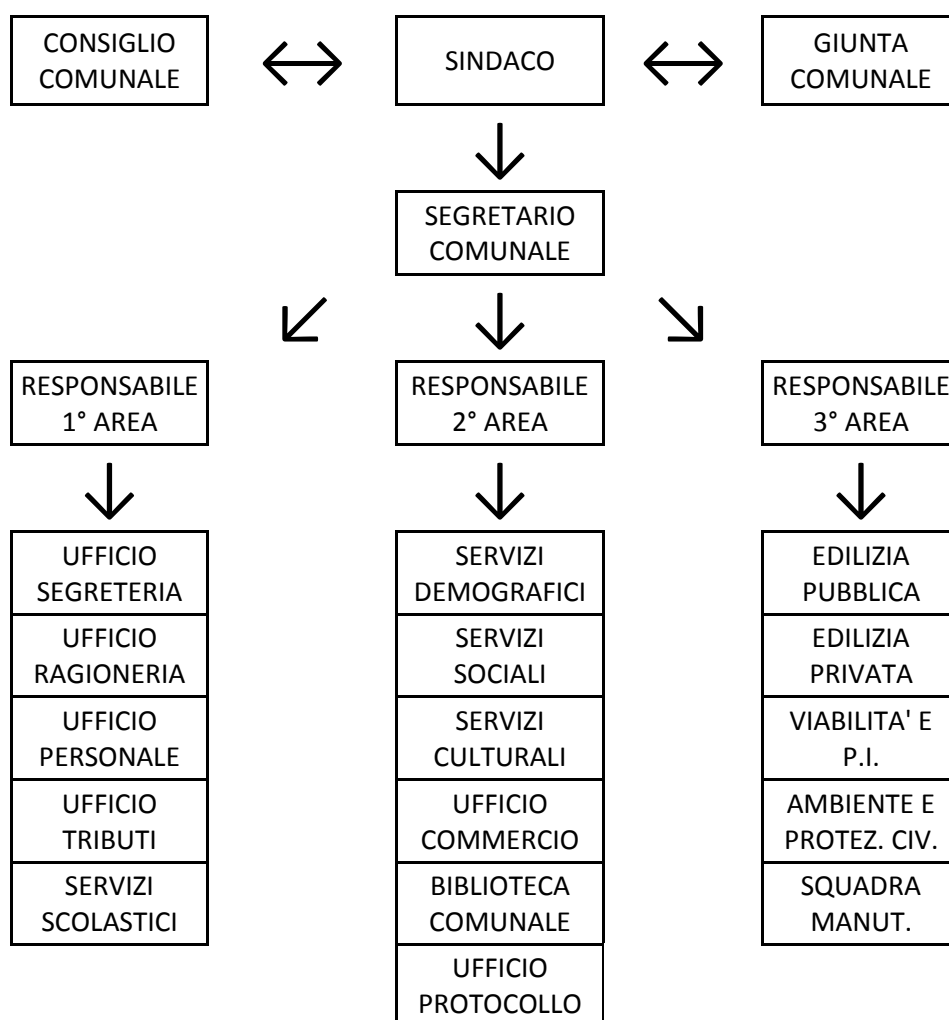 CONSIGLIO
COMUNALE
SINDACO
GIUNTA
COMUNALE
SEGRETARIO
COMUNALE
RESPONSABILE
1° AREA
RESPONSABILE
2° AREA
RESPONSABILE
3° AREA
UFFICIO
SEGRETERIA
UFFICIO
RAGIONERIA
UFFICIO
PERSONALE
UFFICIO
TRIBUTI
SERVIZI
SCOLASTICI
SERVIZI
DEMOGRAFICI
SERVIZI
SOCIALI
SERVIZI
CULTURALI
UFFICIO
COMMERCIO
BIBLIOTECA
COMUNALE
UFFICIO
PROTOCOLLO
EDILIZIA
PUBBLICA
EDILIZIA
PRIVATA
VIABILITA' E
P.I.
AMBIENTE E
PROTEZ. CIV.
SQUADRA
MANUT.